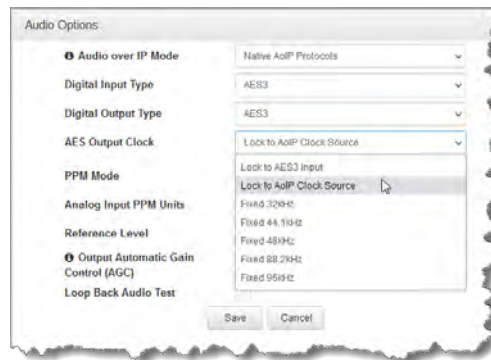 Audio Options
Audio over IP Mode Native AoIP Protocols
Digital Input Type AES3
Digital Output Type AES3
AES Output Clock Lock to AoIP Clock Source
Lock to AES3 Input
PPM Mode
Lock to AoIP Clock Source
Analog Input PPM Units
Fixed 32kHz
Fixed 44.1kHz
Reference Level
Fixed 48kHz
Output Automatic Gain
Control (AGC)
Fixed 88.2kHz
Fixed 96kHz
Loop Back Audio Test
Save Cancel